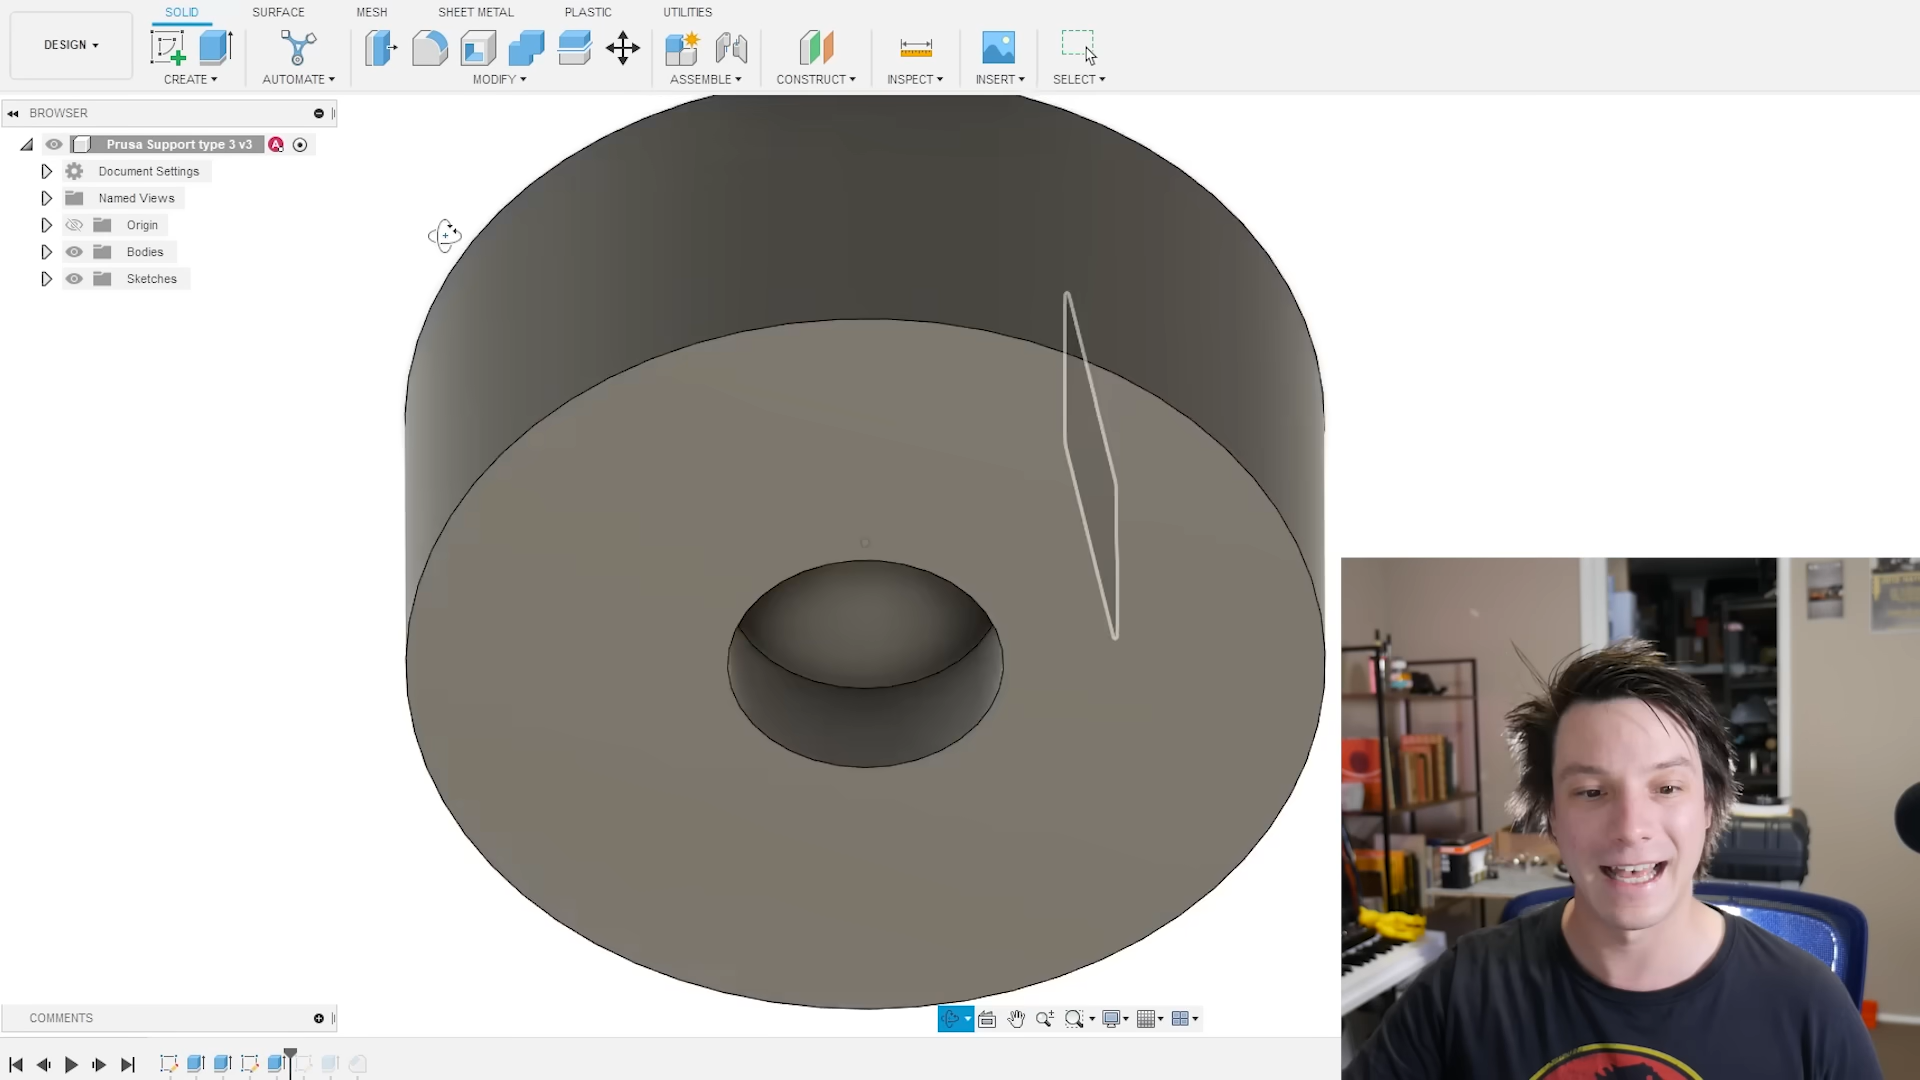 SOLID
SURFACE
MESH
SHEET METAL
PLASTIC
UTILITIES
DESIGN
CREATE
AUTOMATE
MODIFY
ASSEMBLE
CONSTRUCT
INSPECT
INSERT
SELECT
BROWSER
Prusa Support type 3 v3
A
Document Settings
Named Views
Origin
Bodies
Sketches
COMMENTS